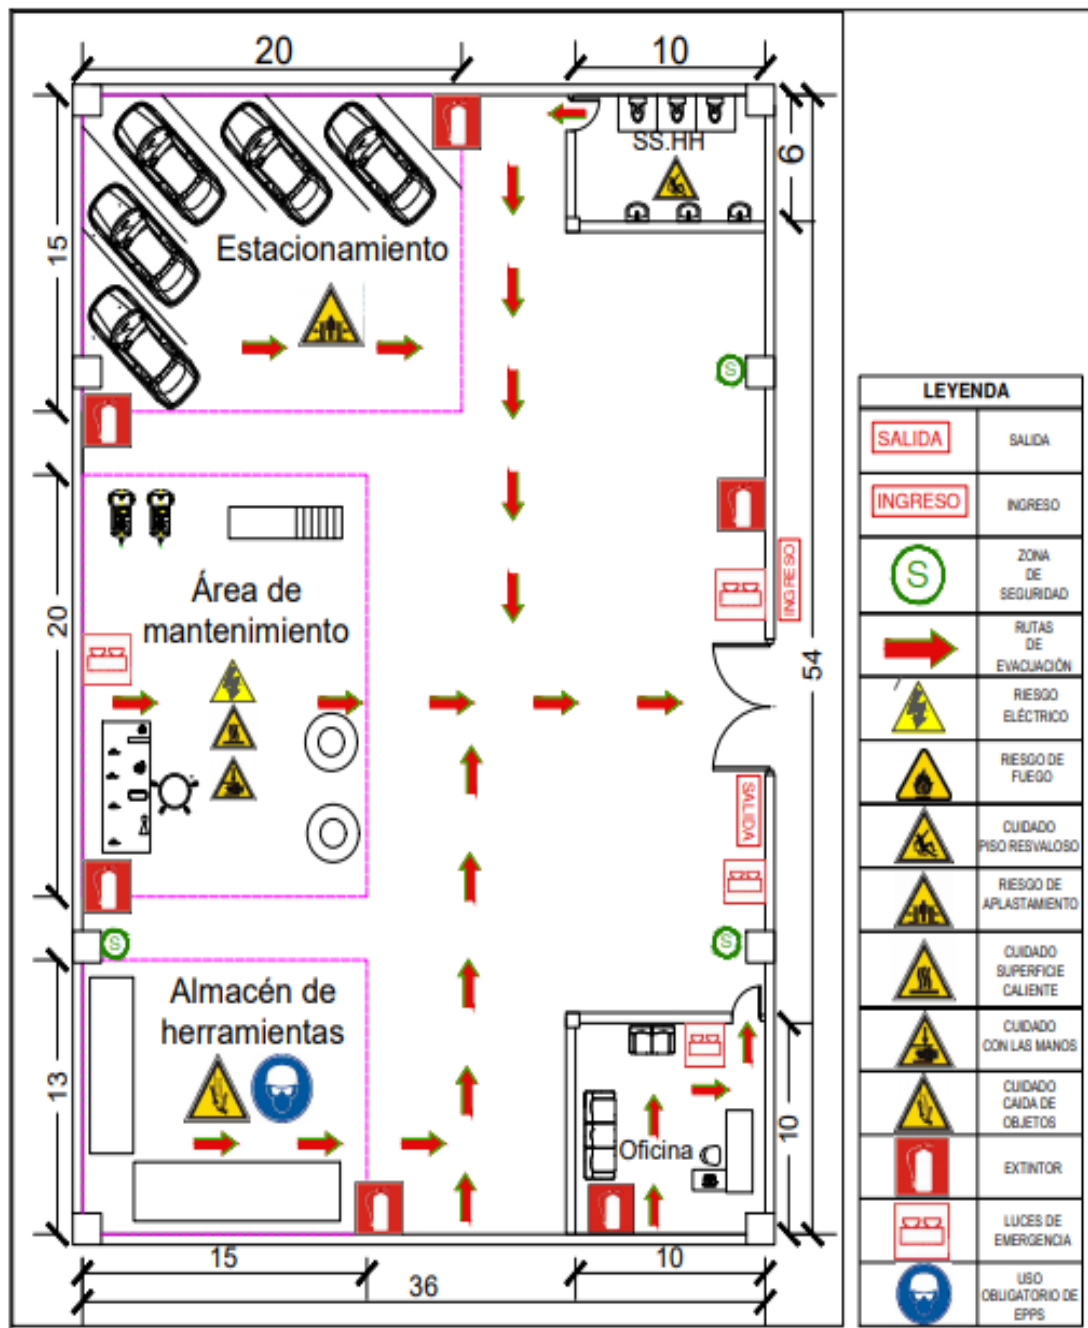 20
10
SS.HH
6
15
Estacionamiento
S
20
Área de
mantenimiento
INGRESO
54
SALIDA
S
S
Almacén de
herramientas
13
Oficina
10
15
10
36
LEYENDA
SALIDA
SALIDA
INGRESO
INGRESO
S
ZONA
DE
SEGURIDAD
RUTAS
DE
EVACUACIÓN
RIESGO
ELÉCTRICO
RIESGO DE
FUEGO
CUIDADO
PISO RESVALOSO
RIESGO DE
APLASTAMIENTO
CUIDADO
SUPERFICIE
CALIENTE
CUIDADO
CON LAS MANOS
CUIDADO
CAIDA DE
OBJETOS
EXTINTOR
LUCES DE
EMERGENCIA
USO
OBLIGATORIO DE
EPPS